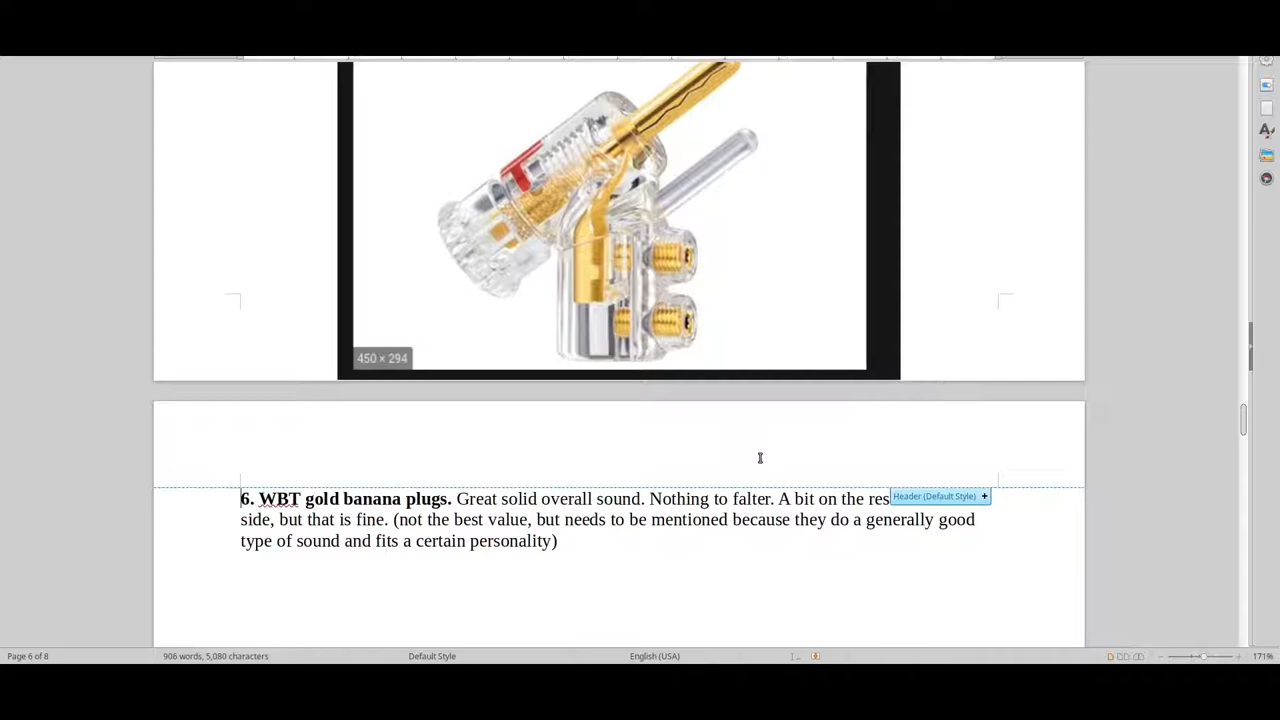 450 × 294
6. WBT gold banana plugs. Great solid overall sound. Nothing to falter. A bit on the
Header (Default Style) +
side, but that is fine. (not the best value, but needs to be mentioned because they do a generally good
type of sound and fits a certain personality)
Page 6 of 8
906 words, 5,080 characters
Default Style
English (USA)
171%